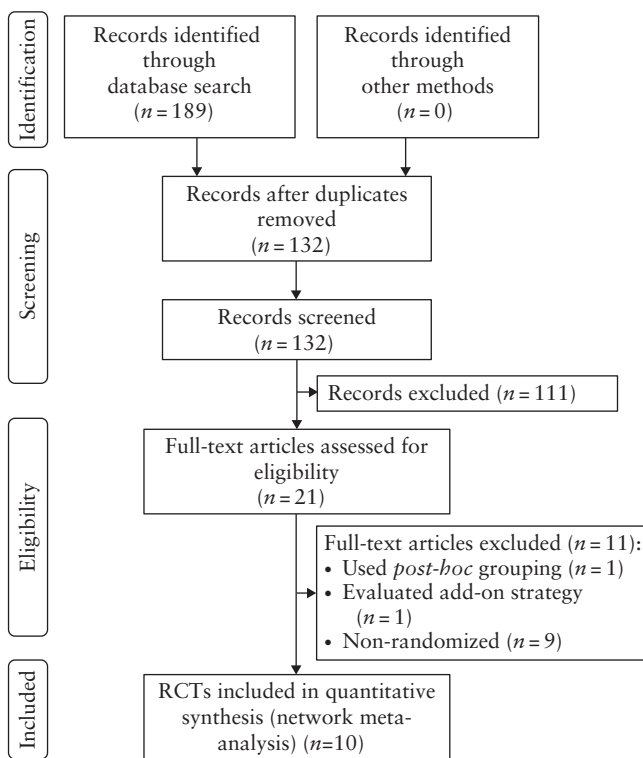 Identification
Records identified
through
database search
(n=189)
Records identified
through
other methods
(n=0)
Screening
Records after duplicates
removed
(n=132)
Records screened
(n=132)
Records excluded (n=111)
Eligibility
Full-text articles assessed for
eligibility
(n=21)
Full-text articles excluded (n=11):
• Used post-hoc grouping (n=1)
• Evaluated add-on strategy
(n=1)
• Non-randomized (n=9)
Included
RCTs included in quantitative
synthesis (network meta-
analysis) (n=10)